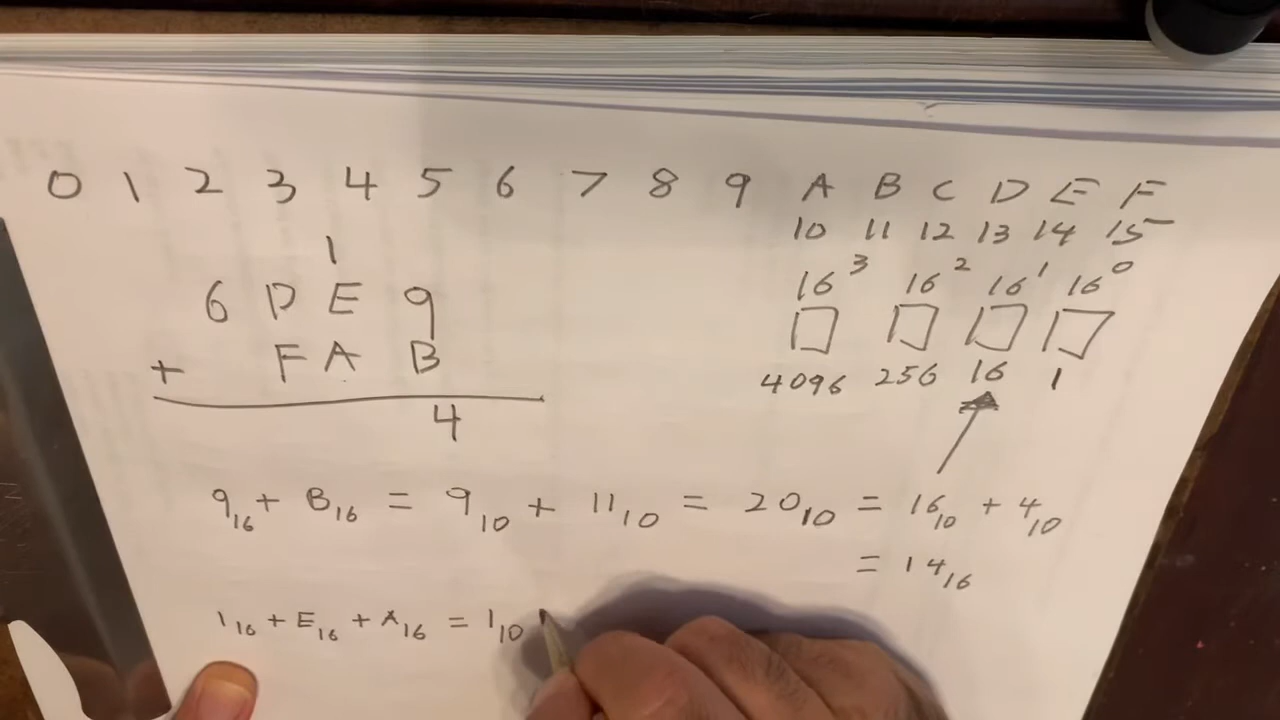 0 1 2 3 4 5 6 7 8 9 A B C D E F
10 11 12 13 14 15
1
6 D E 9
+ F A B
4
16³ 16² 16¹ 16⁰
4096 256 16 1
9₁₆ + B₁₆ = 9₁₀ + 11₁₀ = 20₁₀ = 16₁₀ + 4₁₀
= 14₁₆
1₁₆ + E₁₆ + A₁₆ = 1₁₀